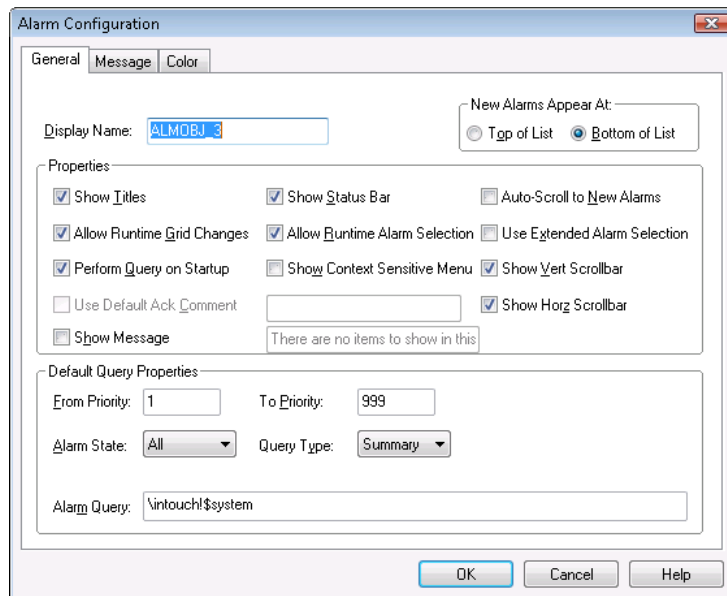 Alarm Configuration
General Message Color
New Alarms Appear At:
Display Name: ALMOBJ_3
Top of List Bottom of List
Properties
Show Titles Show Status Bar Auto-Scroll to New Alarms
Allow Runtime Grid Changes Allow Runtime Alarm Selection Use Extended Alarm Selection
Perform Query on Startup Show Context Sensitive Menu Show Vert Scrollbar
Use Default Ack Comment Show Horz Scrollbar
Show Message There are no items to show in this
Default Query Properties
From Priority: 1 To Priority: 999
Alarm State: All Query Type: Summary
Alarm Query: \intouch!$system
OK Cancel Help